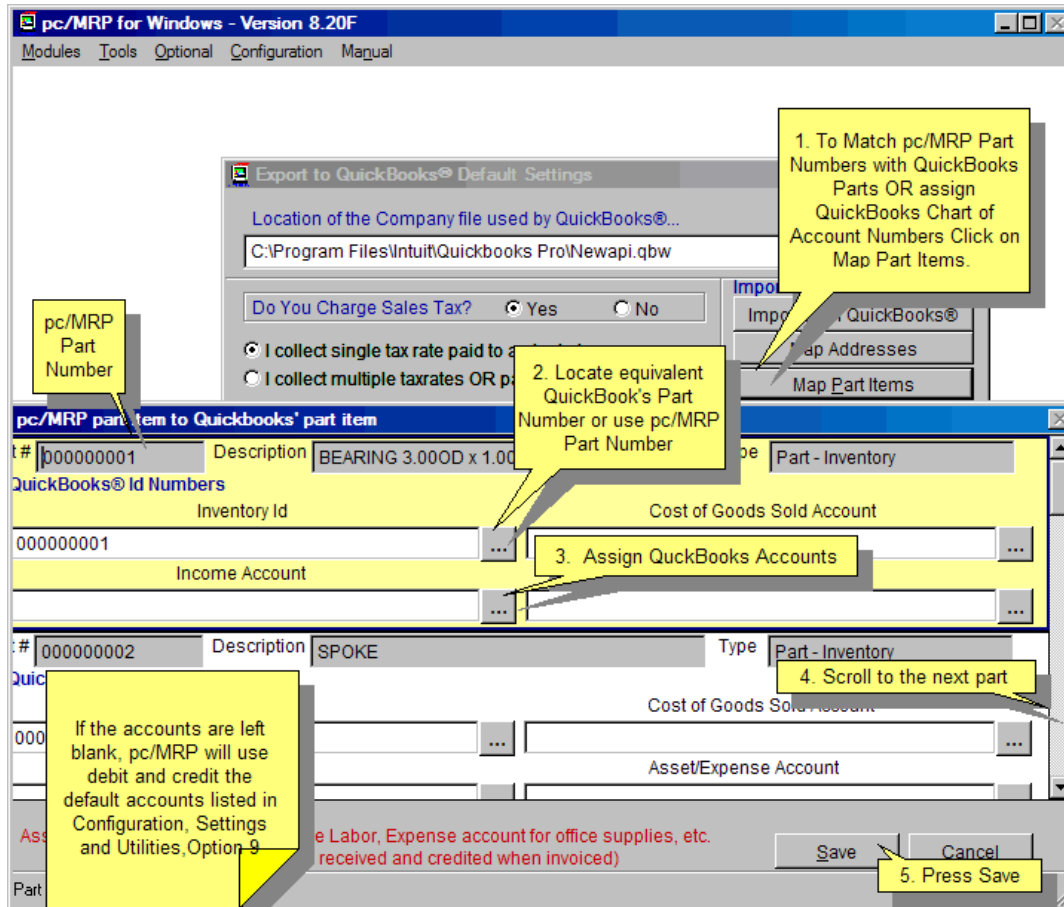 pc/MRP for Windows - Version 8.20F
Modules Tools Optional Configuration Manual
1. To Match pc/MRP Part
Numbers with QuickBooks
Parts OR assign
QuickBooks Chart of
Account Numbers Click on
Map Part Items.
Export to QuickBooks® Default Settings
Location of the Company file used by QuickBooks®...
C:\Program Files\Intuit\Quickbooks Pro\Newapi.qbw
Do You Charge Sales Tax? Yes No
QuickBooks®
I collect single tax rate paid to
Map Addresses
I collect multiple taxrates OR
Map Part Items
pc/MRP
Part
Number
2. Locate equivalent
QuickBook's Part
Number or use pc/MRP
Part Number
pc/MRP part item to Quickbooks' part item
# 000000001 Description BEARING 3.00OD x 1.00 Part - Inventory
QuickBooks® Id Numbers
Inventory Id Cost of Goods Sold Account
000000001 ... ...
3. Assign QuckBooks Accounts
Income Account
... ...
# 000000002 Description SPOKE Type Part - Inventory
4. Scroll to the next part
Cost of Goods Sold Account
... ...
Asset/Expense Account
If the accounts are left
blank, pc/MRP will use
debit and credit the
default accounts listed in
Configuration, Settings
and Utilities,Option 9
Labor, Expense account for office supplies, etc.
received and credited when invoiced)
Save Cancel
5. Press Save
Part